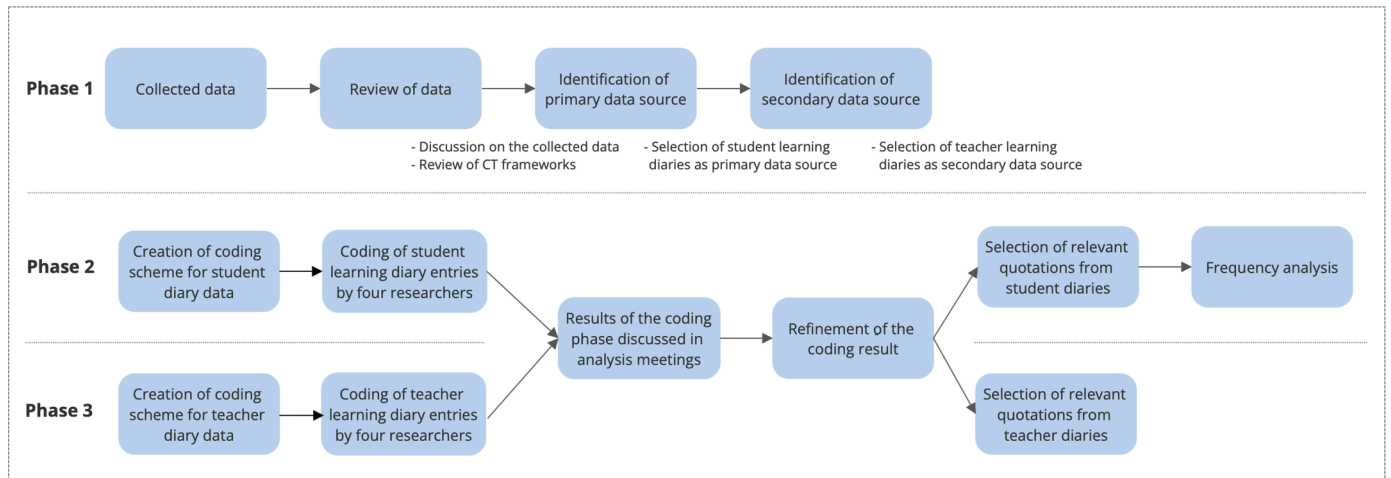 Phase 1
Collected data
Review of data
Identification of
primary data source
Identification of
secondary data source
- Discussion on the collected data
- Review of CT frameworks
- Selection of student learning
diaries as primary data source
- Selection of teacher learning
diaries as secondary data source
Phase 2
Creation of coding
scheme for student
diary data
Coding of student
learning diary entries
by four researchers
Results of the coding
phase discussed in
analysis meetings
Refinement of the
coding result
Selection of relevant
quotations from
student diaries
Frequency analysis
Phase 3
Creation of coding
scheme for teacher
diary data
Coding of teacher
learning diary entries
by four researchers
Selection of relevant
quotations from
teacher diaries